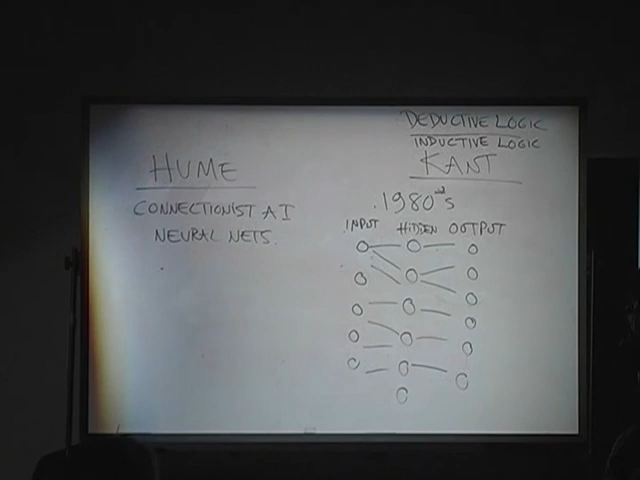 HUME
CONNECTIONIST AI
NEURAL NETS.
DEDUCTIVE LOGIC
INDUCTIVE LOGIC
KANT
.1980's
INPUT HIDDEN OUTPUT